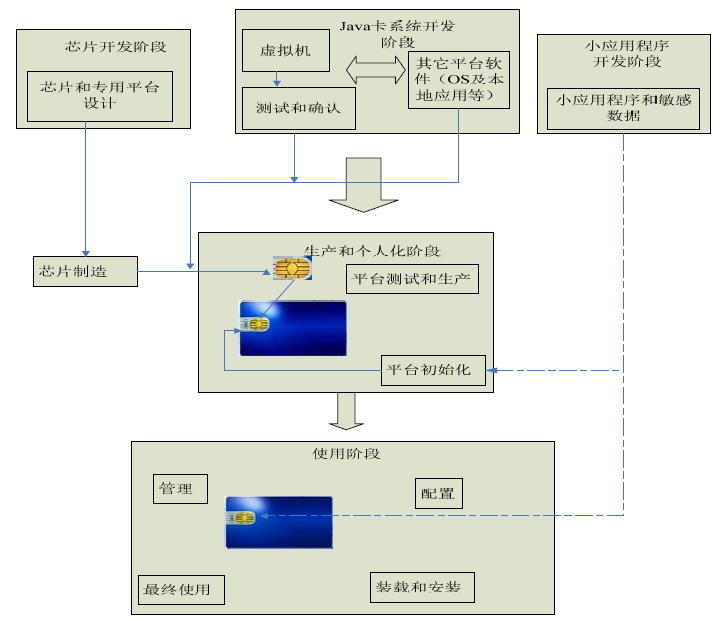 芯片开发阶段
芯片和专用平台
设计
Java卡系统开发
阶段
虚拟机
测试和确认
其它平台软
件（OS及本
地应用等）
小应用程序
开发阶段
小应用程序和敏感
数据
芯片制造
生产和个人化阶段
平台测试和生产
平台初始化
使用阶段
管理
配置
最终使用
装载和安装